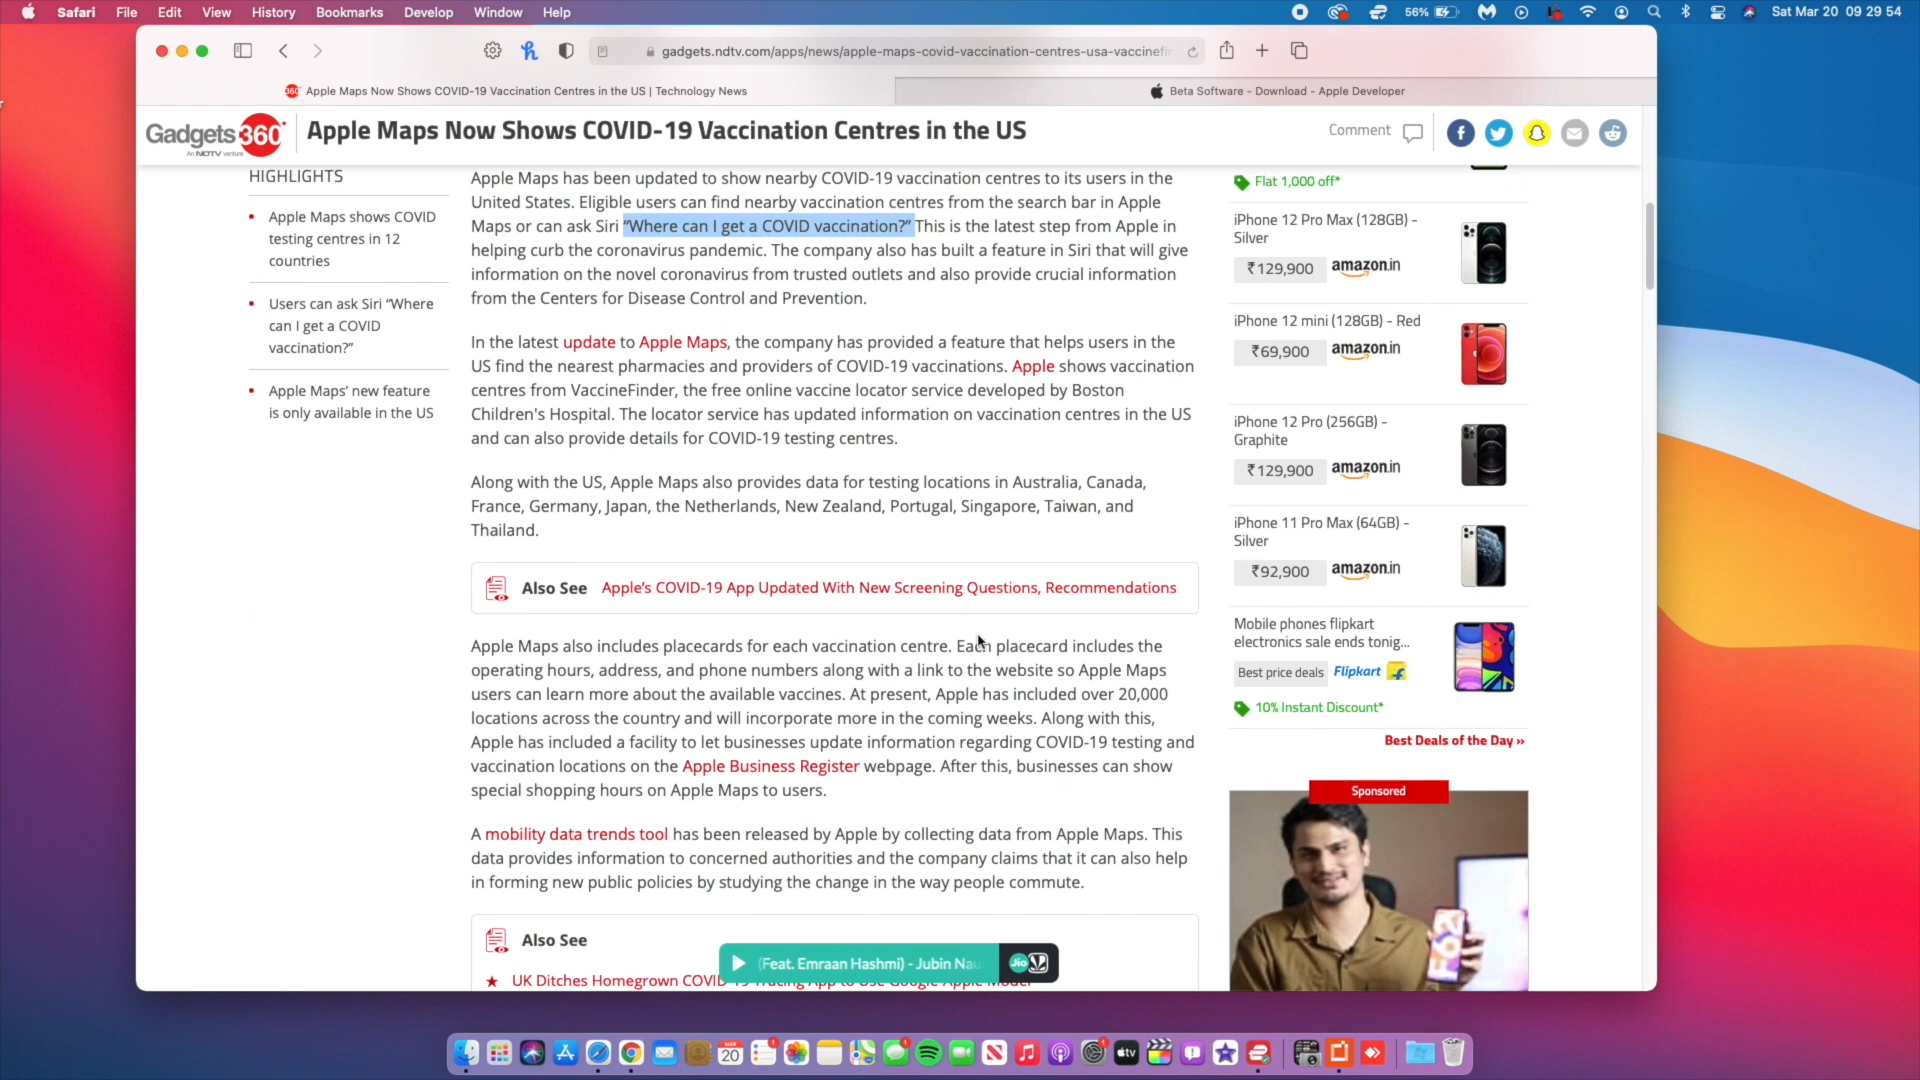 Safari File Edit View History Bookmarks Develop Window Help
56% Sat Mar 20 09 29 54
gadgets.ndtv.com/apps/news/apple-maps-covid-vaccination-centres-usa-vaccinefi
Apple Maps Now Shows COVID-19 Vaccination Centres in the US | Technology News
Beta Software - Download - Apple Developer
Gadgets 360°
An NDTV venture
Apple Maps Now Shows COVID-19 Vaccination Centres in the US
Comment
HIGHLIGHTS
Apple Maps shows COVID
testing centres in 12
countries
Users can ask Siri “Where
can I get a COVID
vaccination?”
Apple Maps’ new feature
is only available in the US
Apple Maps has been updated to show nearby COVID-19 vaccination centres to its users in the
United States. Eligible users can find nearby vaccination centres from the search bar in Apple
Maps or can ask Siri “Where can I get a COVID vaccination?” This is the latest step from Apple in
helping curb the coronavirus pandemic. The company also has built a feature in Siri that will give
information on the novel coronavirus from trusted outlets and also provide crucial information
from the Centers for Disease Control and Prevention.
In the latest update to Apple Maps, the company has provided a feature that helps users in the
US find the nearest pharmacies and providers of COVID-19 vaccinations. Apple shows vaccination
centres from VaccineFinder, the free online vaccine locator service developed by Boston
Children's Hospital. The locator service has updated information on vaccination centres in the US
and can also provide details for COVID-19 testing centres.
Along with the US, Apple Maps also provides data for testing locations in Australia, Canada,
France, Germany, Japan, the Netherlands, New Zealand, Portugal, Singapore, Taiwan, and
Thailand.
Also See Apple’s COVID-19 App Updated With New Screening Questions, Recommendations
Apple Maps also includes placecards for each vaccination centre. Each placecard includes the
operating hours, address, and phone numbers along with a link to the website so Apple Maps
users can learn more about the available vaccines. At present, Apple has included over 20,000
locations across the country and will incorporate more in the coming weeks. Along with this,
Apple has included a facility to let businesses update information regarding COVID-19 testing and
vaccination locations on the Apple Business Register webpage. After this, businesses can show
special shopping hours on Apple Maps to users.
A mobility data trends tool has been released by Apple by collecting data from Apple Maps. This
data provides information to concerned authorities and the company claims that it can also help
in forming new public policies by studying the change in the way people commute.
Also See
UK Ditches Homegrown COVID-19 Tracing App to Use Google-Apple Model
(Feat. Emraan Hashmi) - Jubin Nau
Jio
Flat 1,000 off*
iPhone 12 Pro Max (128GB) -
Silver
₹129,900 amazon.in
iPhone 12 mini (128GB) - Red
₹69,900 amazon.in
iPhone 12 Pro (256GB) -
Graphite
₹129,900 amazon.in
iPhone 11 Pro Max (64GB) -
Silver
₹92,900 amazon.in
Mobile phones flipkart
electronics sale ends tonig...
Best price deals Flipkart
10% Instant Discount*
Best Deals of the Day »
Sponsored
MAR
20
tv